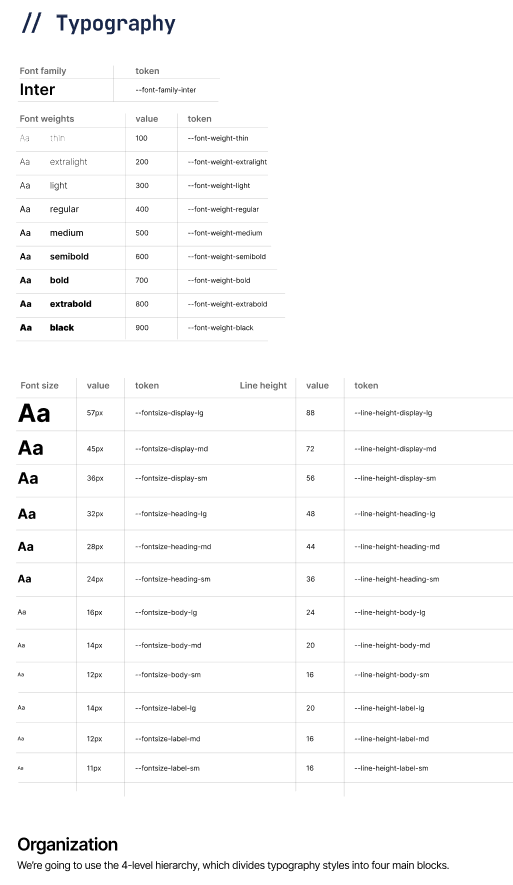 // Typography
Font family token
Inter --font-family-inter
Font weights value token
Aa thin 100 --font-weight-thin
Aa extralight 200 --font-weight-extralight
Aa light 300 --font-weight-light
Aa regular 400 --font-weight-regular
Aa medium 500 --font-weight-medium
Aa semibold 600 --font-weight-semibold
Aa bold 700 --font-weight-bold
Aa extrabold 800 --font-weight-extrabold
Aa black 900 --font-weight-black
Font size value token Line height value token
Aa 57px --fontsize-display-lg 88 --line-height-display-lg
Aa 45px --fontsize-display-md 72 --line-height-display-md
Aa 36px --fontsize-display-sm 56 --line-height-display-sm
Aa 32px --fontsize-heading-lg 48 --line-height-heading-lg
Aa 28px --fontsize-heading-md 44 --line-height-heading-md
Aa 24px --fontsize-heading-sm 36 --line-height-heading-sm
Aa 16px --fontsize-body-lg 24 --line-height-body-lg
Aa 14px --fontsize-body-md 20 --line-height-body-md
Aa 12px --fontsize-body-sm 16 --line-height-body-sm
Aa 14px --fontsize-label-lg 20 --line-height-label-lg
Aa 12px --fontsize-label-md 16 --line-height-label-md
Aa 11px --fontsize-label-sm 16 --line-height-label-sm
Organization
We're going to use the 4-level hierarchy, which divides typography styles into four main blocks.